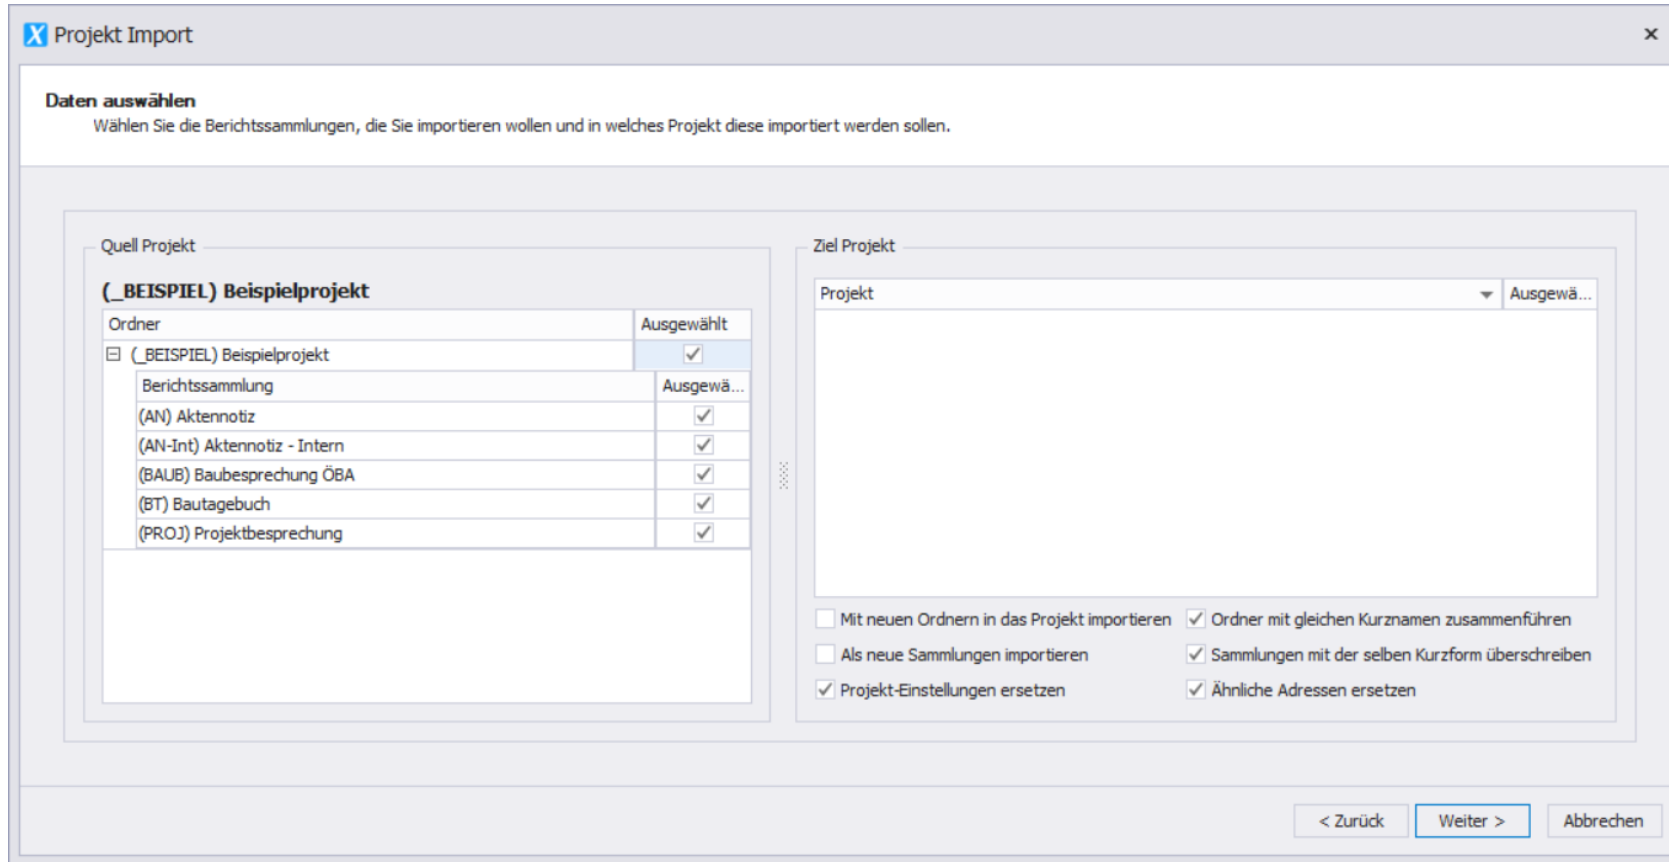 X Projekt Import
Daten auswählen
Wählen Sie die Berichtssammlungen, die Sie importieren wollen und in welches Projekt diese importiert werden sollen.
Quell Projekt
(_BEISPIEL) Beispielprojekt
Ordner Ausgewählt
(_BEISPIEL) Beispielprojekt
Berichtssammlung Ausgewä...
(AN) Aktennotiz
(AN-Int) Aktennotiz - Intern
(BAUB) Baubesprechung ÖBA
(BT) Bautagebuch
(PROJ) Projektbesprechung
Ziel Projekt
Projekt Ausgewä...
Mit neuen Ordnern in das Projekt importieren Ordner mit gleichen Kurznamen zusammenführen
Als neue Sammlungen importieren Sammlungen mit der selben Kurzform überschreiben
Projekt-Einstellungen ersetzen Ähnliche Adressen ersetzen
< Zurück Weiter > Abbrechen